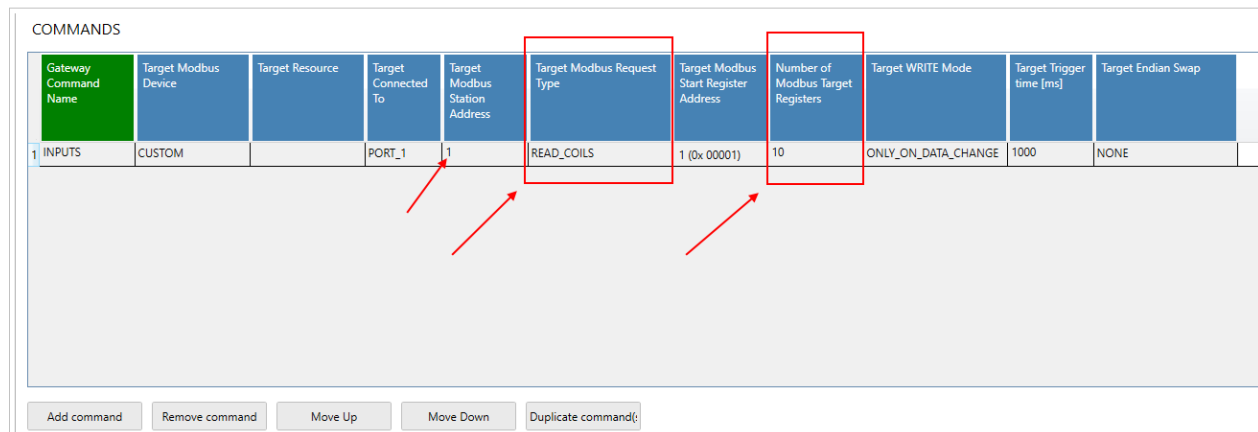 COMMANDS
Gateway Command Name
Target Modbus Device
Target Resource
Target Connected To
Target Modbus Station Address
Target Modbus Request Type
Target Modbus Start Register Address
Number of Modbus Target Registers
Target WRITE Mode
Target Trigger time [ms]
Target Endian Swap
1 INPUTS CUSTOM PORT_1 1 READ_COILS 1 (0x 00001) 10 ONLY_ON_DATA_CHANGE 1000 NONE
Add command Remove command Move Up Move Down Duplicate command(